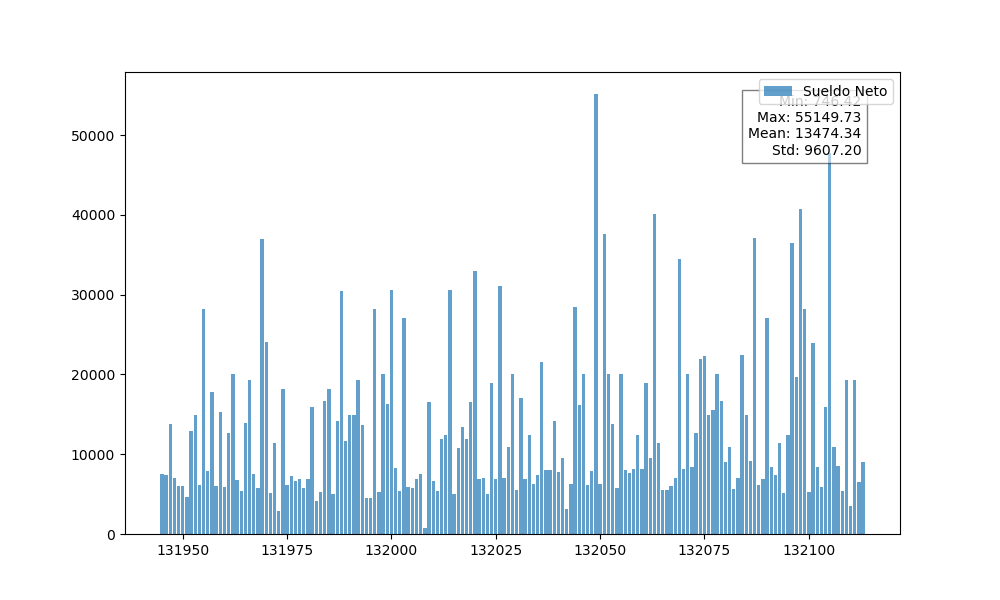 Sueldo Neto
Min: 746.42
Max: 55149.73
Mean: 13474.34
Std: 9607.20
50000
40000
30000
20000
10000
0
131950 131975 132000 132025 132050 132075 132100